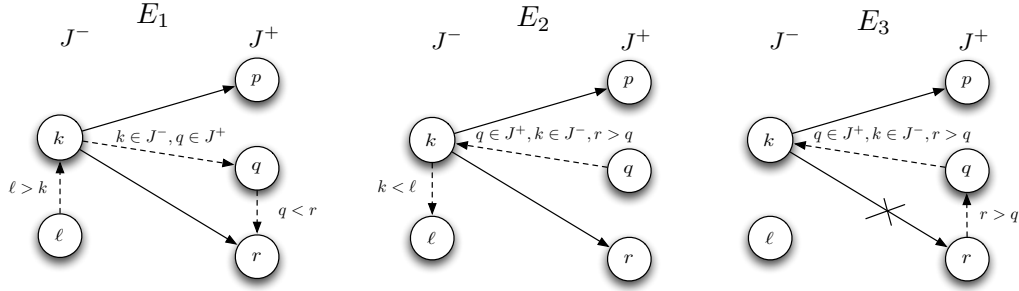 E₁
J⁻ J⁺
p
k
k ∈ J⁻, q ∈ J⁺
q
ℓ > k
q < r
ℓ
r
E₂
J⁻ J⁺
p
k
q ∈ J⁺, k ∈ J⁻, r > q
q
k < ℓ
ℓ
r
E₃
J⁻ J⁺
p
k
q ∈ J⁺, k ∈ J⁻, r > q
q
r > q
ℓ
r